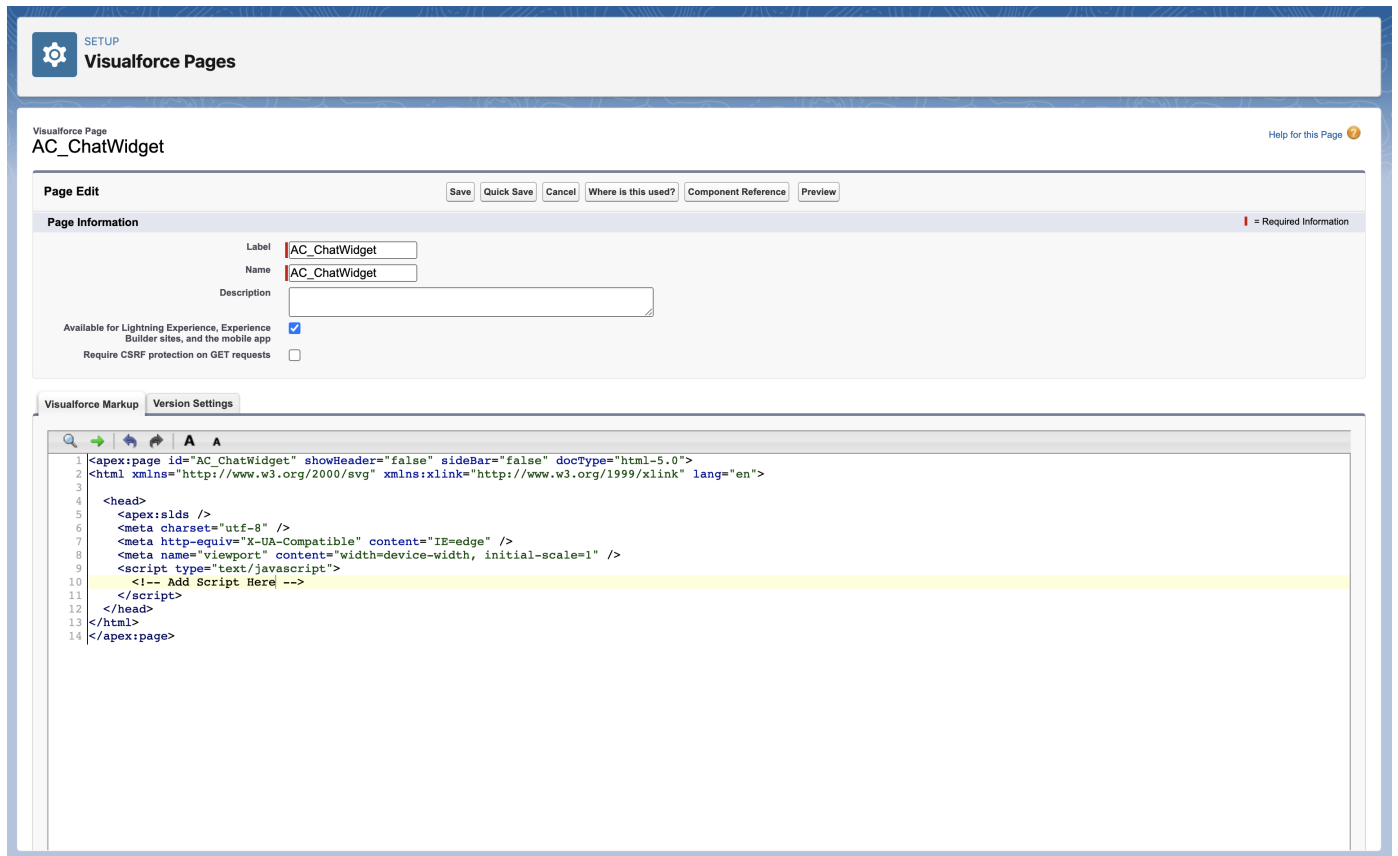 SETUP
Visualforce Pages
Visualforce Page
AC_ChatWidget
Help for this Page ?
Page Edit
Save Quick Save Cancel Where is this used? Component Reference Preview
Page Information
= Required Information
Label AC_ChatWidget
Name AC_ChatWidget
Description
Available for Lightning Experience, Experience
Builder sites, and the mobile app
Require CSRF protection on GET requests
Visualforce Markup Version Settings
A A
1 <apex:page id="AC_ChatWidget" showHeader="false" sideBar="false" docType="html-5.0">
2 <html xmlns="http://www.w3.org/2000/svg" xmlns:xlink="http://www.w3.org/1999/xlink" lang="en">
3
4 <head>
5 <apex:slds />
6 <meta charset="utf-8" />
7 <meta http-equiv="X-UA-Compatible" content="IE=edge" />
8 <meta name="viewport" content="width=device-width, initial-scale=1" />
9 <script type="text/javascript">
10 <!-- Add Script Here -->
11 </script>
12 </head>
13 </html>
14 </apex:page>